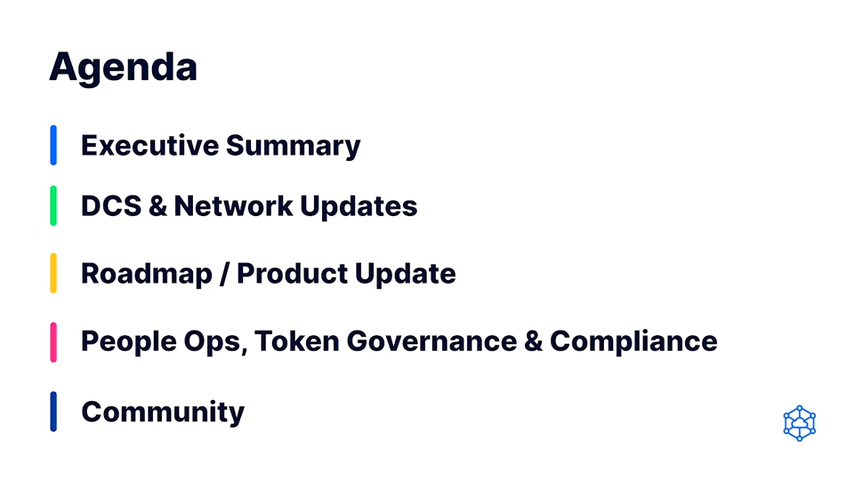 Agenda
Executive Summary
DCS & Network Updates
Roadmap / Product Update
People Ops, Token Governance & Compliance
Community